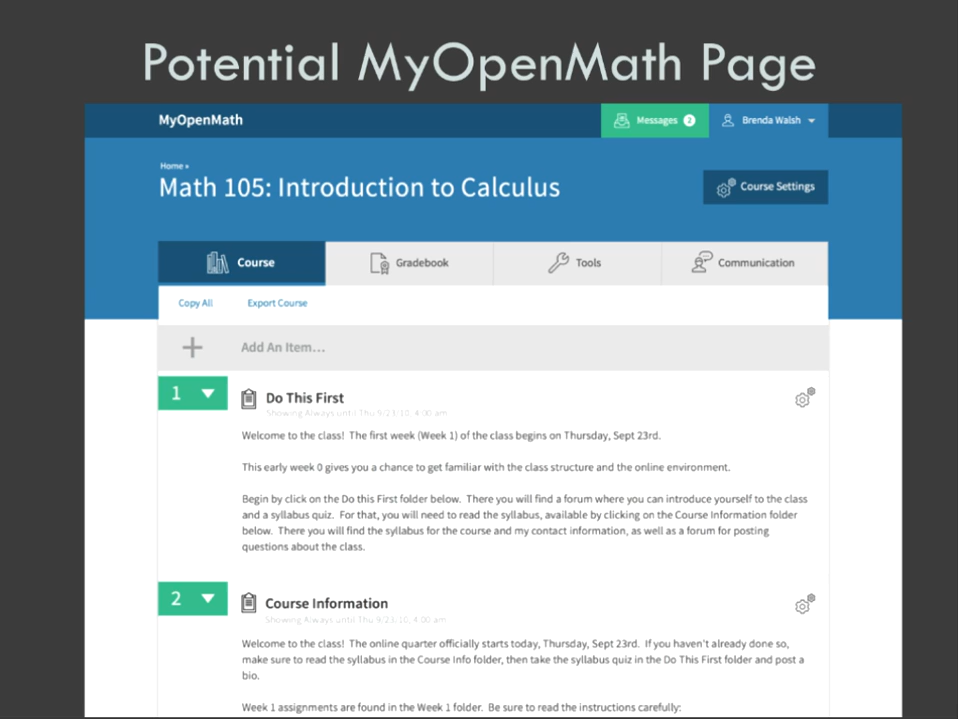 Potential MyOpenMath Page
MyOpenMath
Messages 2
Brenda Walsh
Home »
Math 105: Introduction to Calculus
Course Settings
Course
Gradebook
Tools
Communication
Copy All
Export Course
Add An Item...
1
Do This First
Showing Always until Thu 9/23/10, 4:00 am
Welcome to the class! The first week (Week 1) of the class begins on Thursday, Sept 23rd.
This early week 0 gives you a chance to get familiar with the class structure and the online environment.
Begin by click on the Do this First folder below. There you will find a forum where you can introduce yourself to the class
and a syllabus quiz. For that, you will need to read the syllabus, available by clicking on the Course Information folder
below. There you will find the syllabus for the course and my contact information, as well as a forum for posting
questions about the class.
2
Course Information
Showing Always until Thu 9/23/10, 4:00 am
Welcome to the class! The online quarter officially starts today, Thursday, Sept 23rd. If you haven't already done so,
make sure to read the syllabus in the Course Info folder, then take the syllabus quiz in the Do This First folder and post a
bio.
Week 1 assignments are found in the Week 1 folder. Be sure to read the instructions carefully: